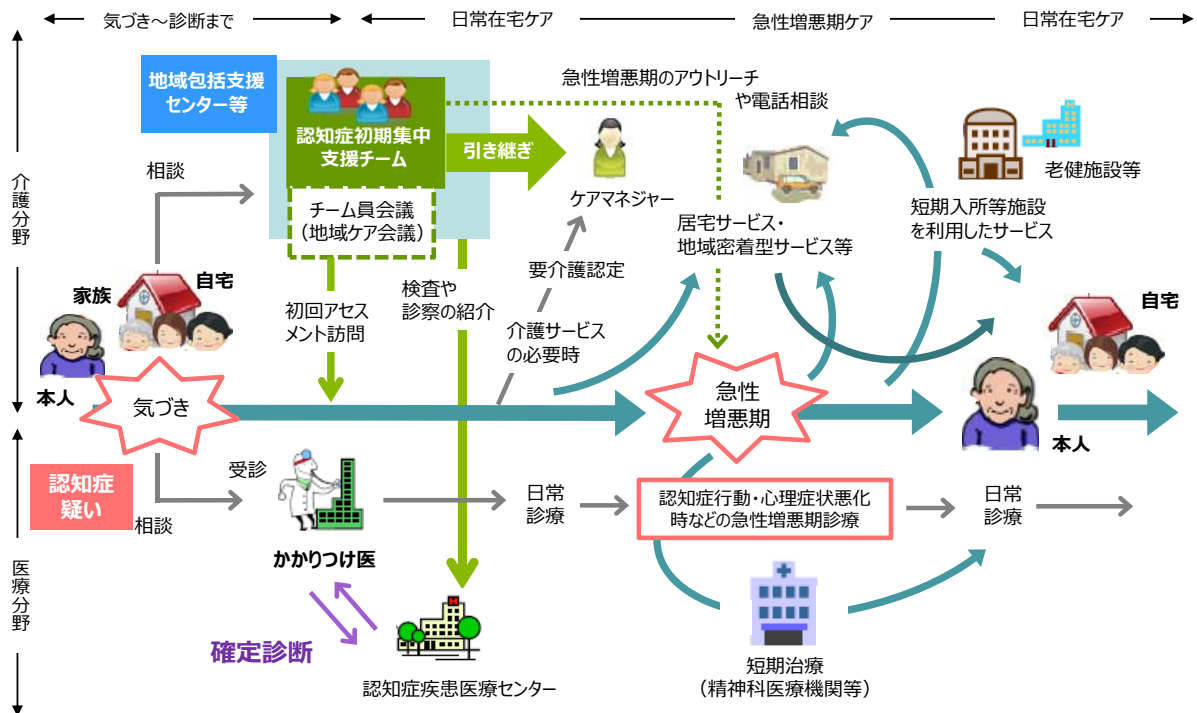 気づき～診断まで
日常在宅ケア
急性増悪期ケア
日常在宅ケア
介護分野
医療分野
地域包括支援
センター等
認知症初期集中
支援チーム
チーム員会議
（地域ケア会議）
引き継ぎ
急性増悪期のアウトリーチ
や電話相談
ケアマネジャー
老健施設等
相談
居宅サービス・
地域密着型サービス等
短期入所等施設
を利用したサービス
家族
自宅
本人
気づき
初回アセス
メント訪問
検査や
診察の紹介
要介護認定
介護サービス
の必要時
急性
増悪期
自宅
本人
認知症
疑い
相談
受診
かかりつけ医
日常
診療
認知症行動・心理症状悪化
時などの急性増悪期診療
日常
診療
確定診断
認知症疾患医療センター
H
短期治療
（精神科医療機関等）